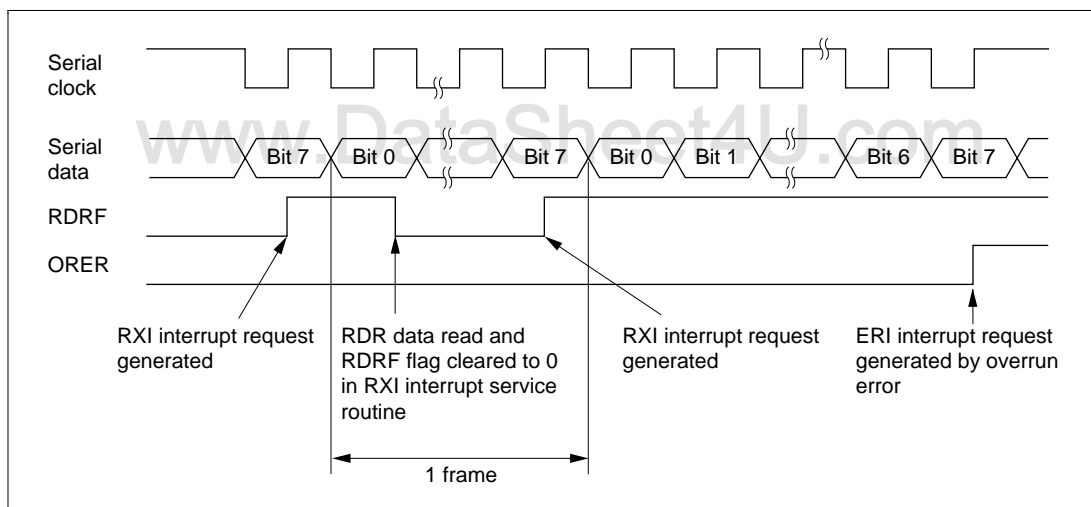 Serial
clock
www.DataSheet4U.com
Serial
data
Bit 7
Bit 0
Bit 7
Bit 0
Bit 1
Bit 6
Bit 7
RDRF
ORER
RXI interrupt request
generated
RDR data read and
RDRF flag cleared to 0
in RXI interrupt service
routine
RXI interrupt request
generated
ERI interrupt request
generated by overrun
error
1 frame